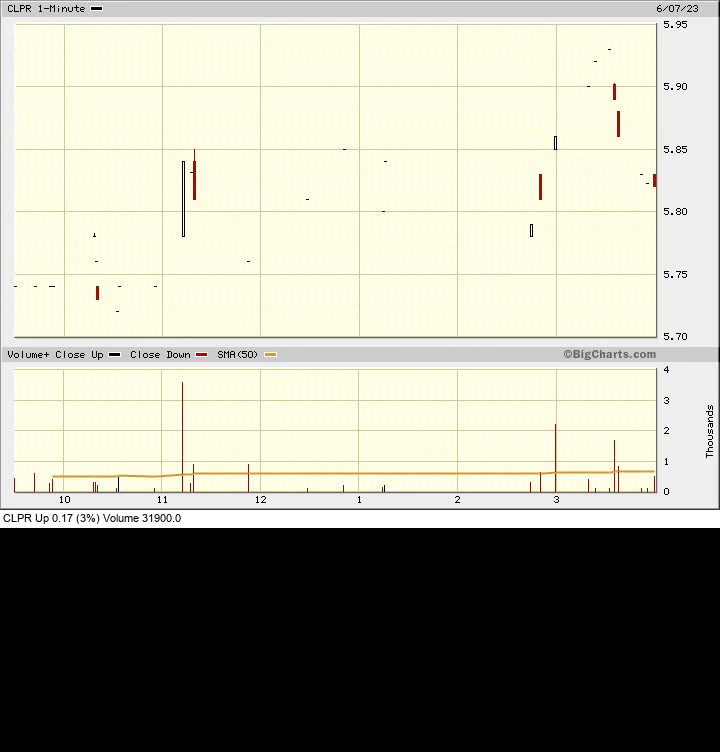 CLPR 1-Minute 6/07/23
5.95
5.90
5.85
5.80
5.75
5.70
Volume+ Close Up Close Down SMA(50) ©BigCharts.com
4
3
2
1
0
Thousands
10 11 12 1 2 3
CLPR Up 0.17 (3%) Volume 31900.0